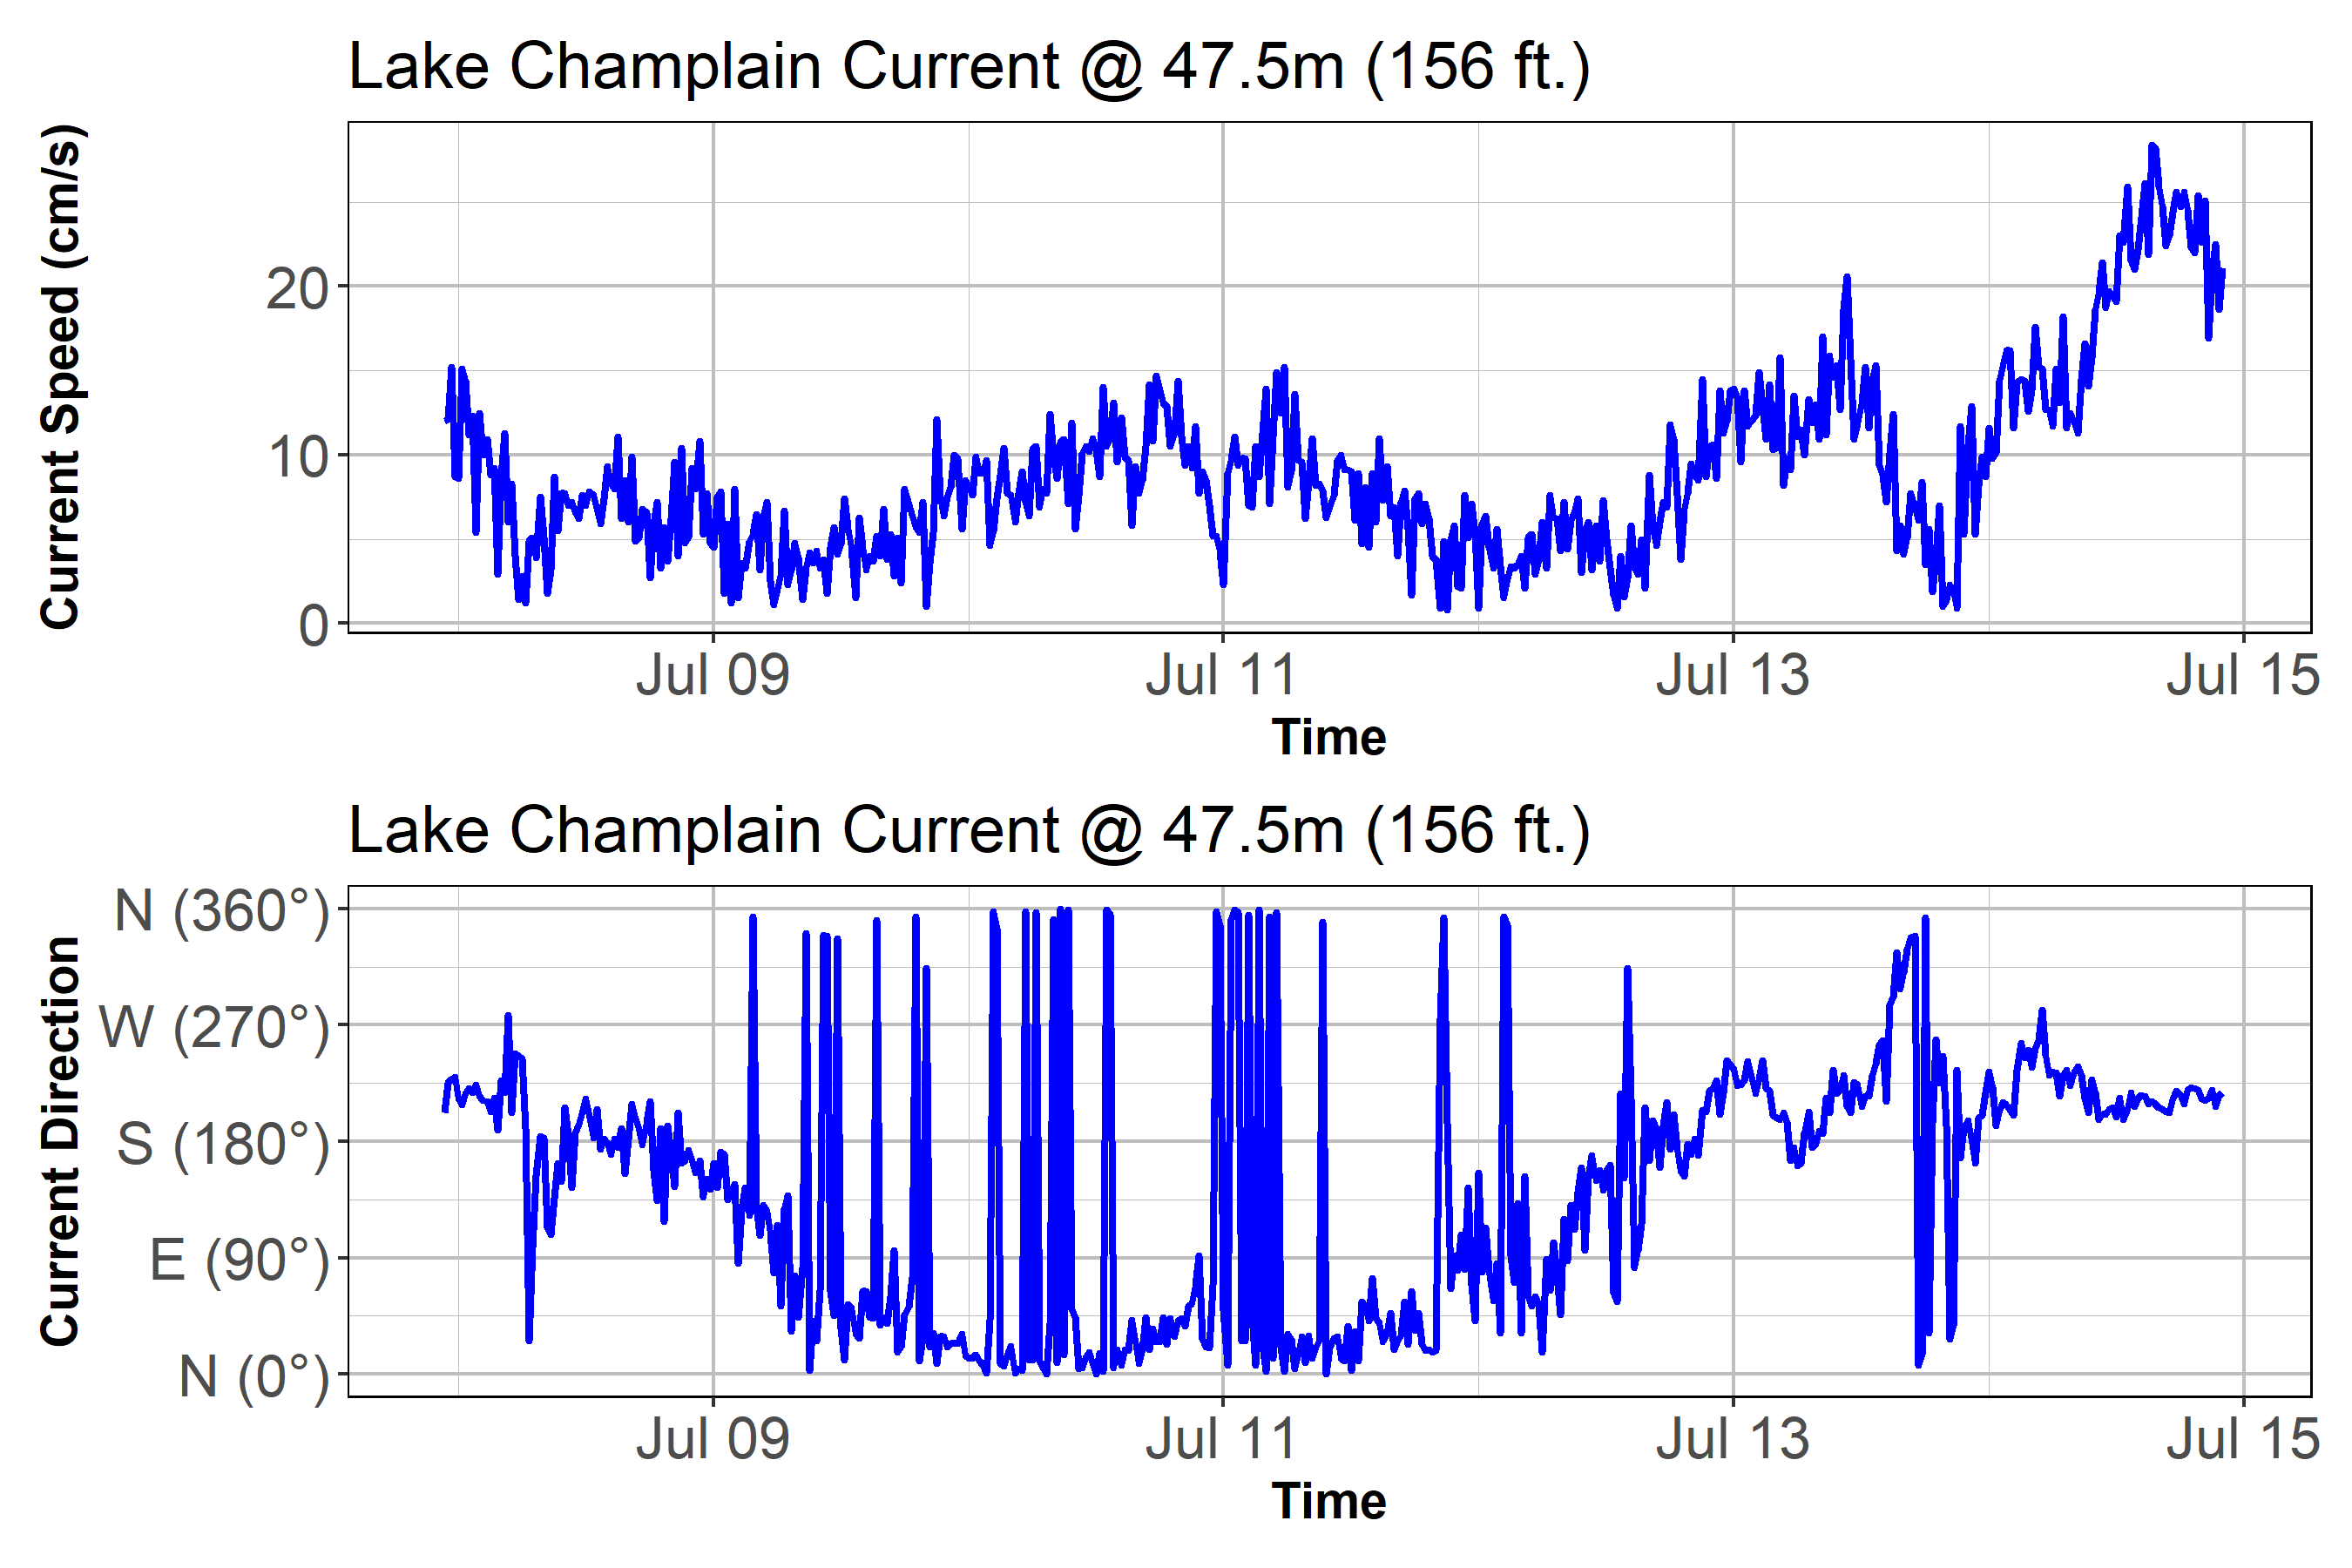 Lake Champlain Current @ 47.5m (156 ft.)
Current Speed (cm/s)
20
10
0
Jul 09 Jul 11 Jul 13 Jul 15
Time
Lake Champlain Current @ 47.5m (156 ft.)
Current Direction
N (360°)
W (270°)
S (180°)
E (90°)
N (0°)
Jul 09 Jul 11 Jul 13 Jul 15
Time